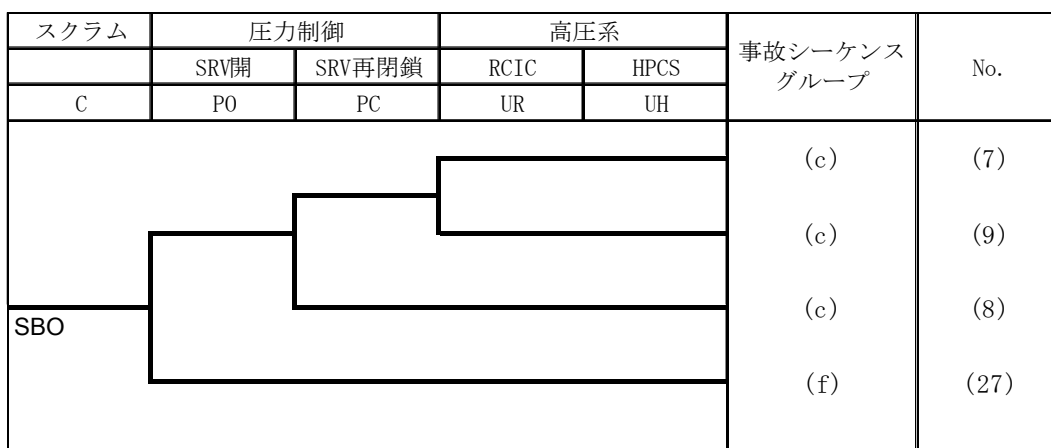 スクラム 圧力制御 高圧系 事故シーケンス
グループ No.
SRV開 SRV再閉鎖 RCIC HPCS
C PO PC UR UH
(c) (7)
(c) (9)
(c) (8)
SBO
(f) (27)